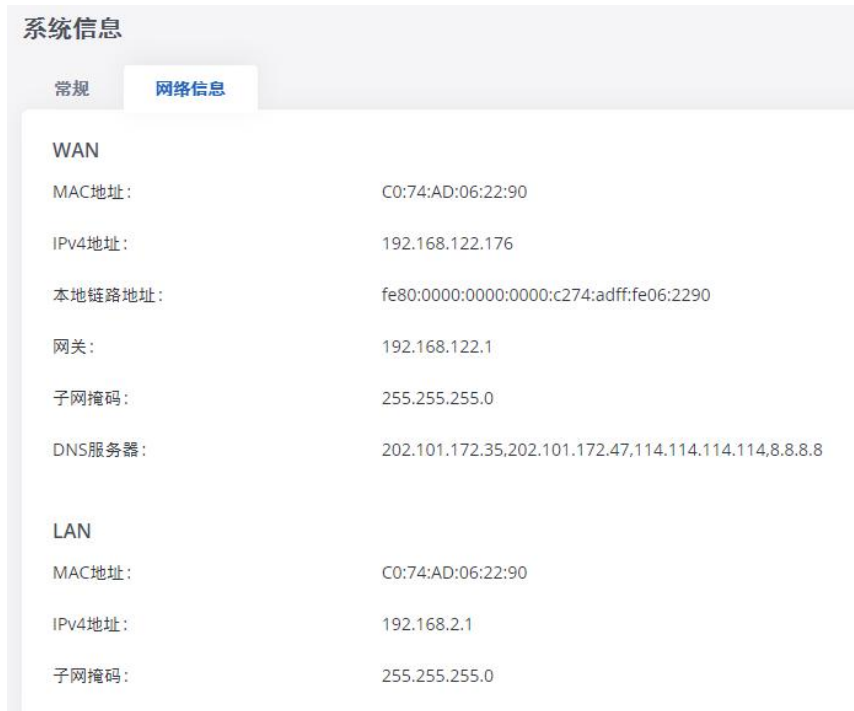 系统信息
常规 网络信息
WAN
MAC地址： C0:74:AD:06:22:90
IPv4地址： 192.168.122.176
本地链路地址： fe80:0000:0000:0000:c274:adff:fe06:2290
网关： 192.168.122.1
子网掩码： 255.255.255.0
DNS服务器： 202.101.172.35,202.101.172.47,114.114.114.114,8.8.8.8
LAN
MAC地址： C0:74:AD:06:22:90
IPv4地址： 192.168.2.1
子网掩码： 255.255.255.0